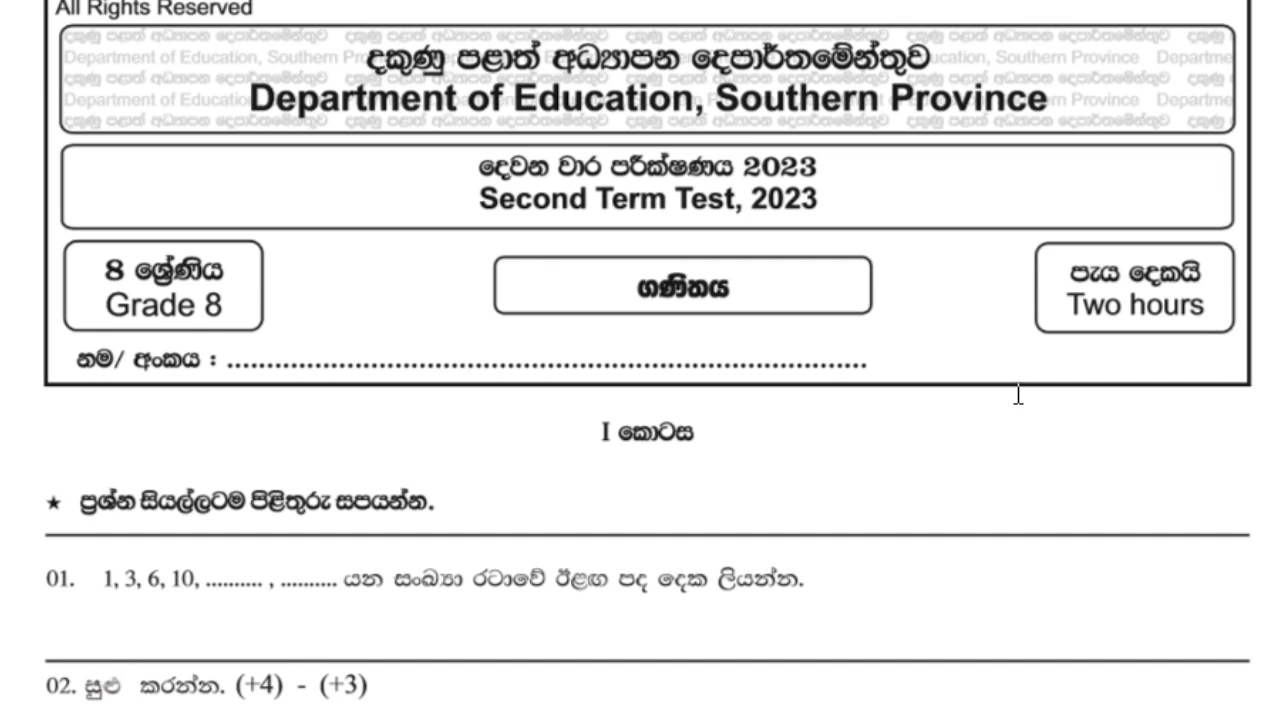 All Rights Reserved
දකුණු පළාත් අධ්‍යාපන දෙපාර්තමේන්තුව
Department of Education, Southern Province
දෙවන වාර පරීක්ෂණය 2023
Second Term Test, 2023
8 ශ්‍රේණිය
Grade 8
ගණිතය
පැය දෙකයි
Two hours
නම/ අංකය : ................................................................................
I කොටස
★ ප්‍රශ්න සියල්ලටම පිළිතුරු සපයන්න.
01. 1, 3, 6, 10, .......... , .......... යන සංඛ්‍යා රටාවේ ඊළඟ පද දෙක ලියන්න.
02. සුළු කරන්න. (+4) - (+3)